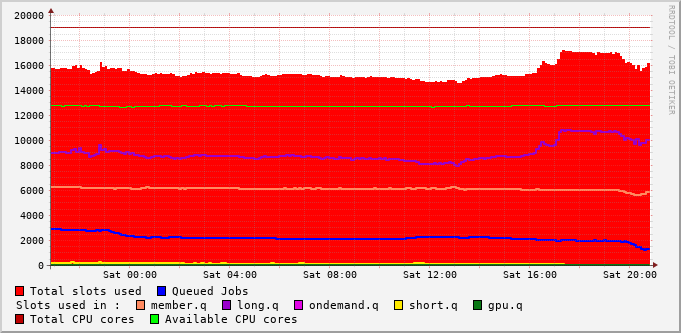 20000
18000
16000
14000
12000
10000
8000
6000
4000
2000
0
Sat 00:00 Sat 04:00 Sat 08:00 Sat 12:00 Sat 16:00 Sat 20:00
Total slots used Queued Jobs
Slots used in : member.q long.q ondemand.q short.q gpu.q
Total CPU cores Available CPU cores
RRDTOOL / TOBI OETIKER